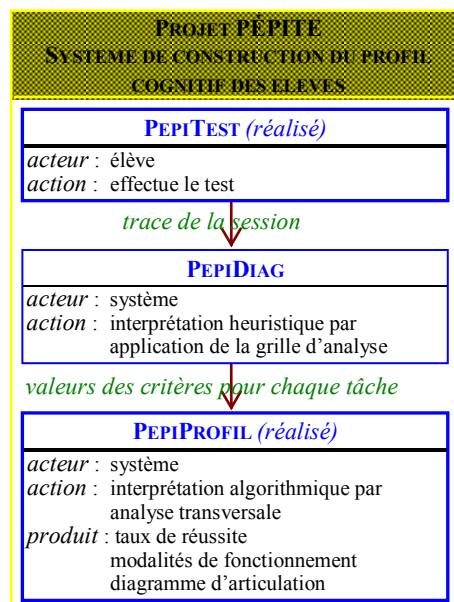 PROJET PÉPITE
SYSTEME DE CONSTRUCTION DU PROFIL
COGNITIF DES ELEVES
PEPITEST (réalisé)
acteur : élève
action : effectue le test
trace de la session
PEPIDIAG
acteur : système
action : interprétation heuristique par
application de la grille d'analyse
valeurs des critères pour chaque tâche
PEPIPROFIL (réalisé)
acteur : système
action : interprétation algorithmique par
analyse transversale
produit : taux de réussite
modalités de fonctionnement
diagramme d'articulation